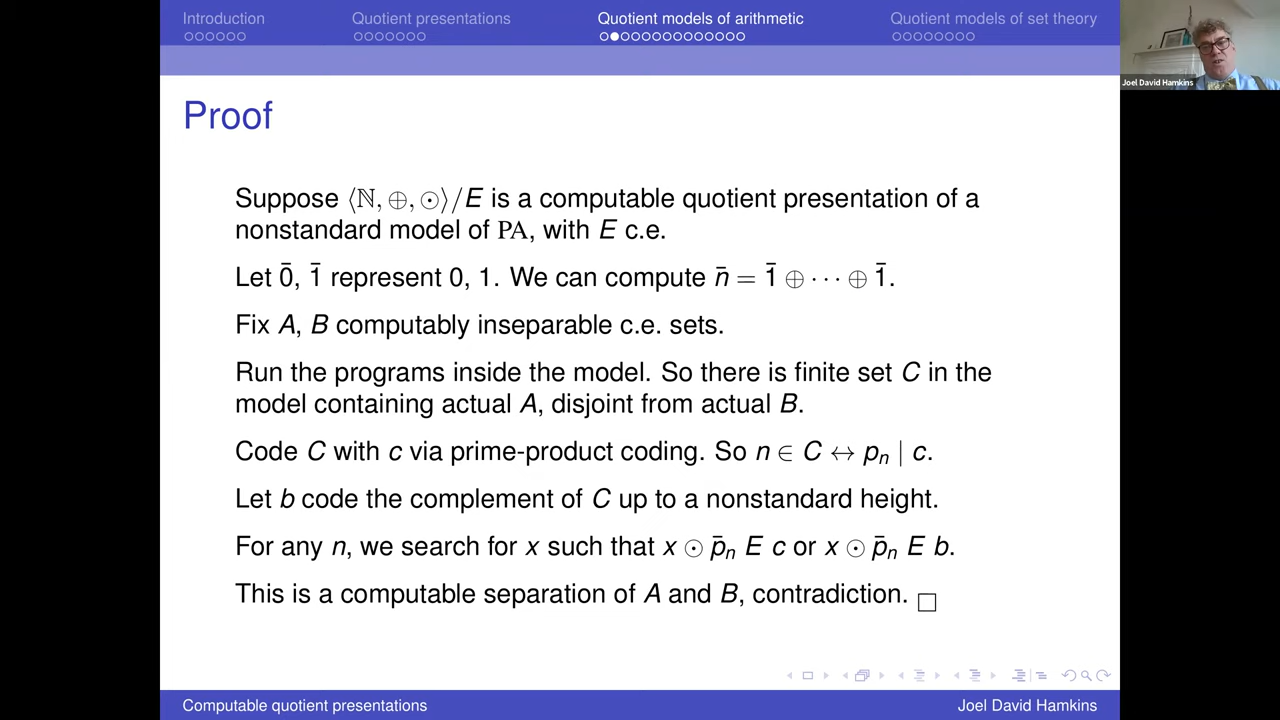 Introduction Quotient presentations Quotient models of arithmetic Quotient models of set theory
Joel David Hamkins
Proof
Suppose ⟨ℕ, ⊕, ⊙⟩/E is a computable quotient presentation of a
nonstandard model of PA, with E c.e.
Let 0̄, 1̄ represent 0, 1. We can compute n̄ = 1̄ ⊕ ⋯ ⊕ 1̄.
Fix A, B computably inseparable c.e. sets.
Run the programs inside the model. So there is finite set C in the
model containing actual A, disjoint from actual B.
Code C with c via prime-product coding. So n ∈ C ↔ pₙ | c.
Let b code the complement of C up to a nonstandard height.
For any n, we search for x such that x ⊙ p̄ₙ E c or x ⊙ p̄ₙ E b.
This is a computable separation of A and B, contradiction. □
Computable quotient presentations Joel David Hamkins